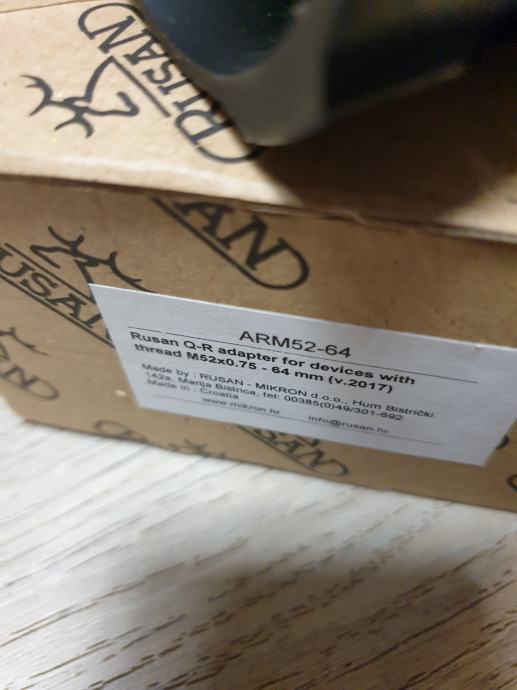 RUSAN
RUSAN
RUSAN
ARM52-64
Rusan Q-R adapter for devices with
thread M52x0.75 - 64 mm (v.2017)
Made by : RUSAN - MIKRON d.o.o., Hum Bistrički
142a, Marija Bistrica, tel: 00385(0)49/301-692
Made in : Croatia
www.mikron.hr info@rusan.hr
SAN